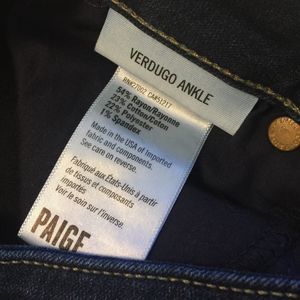 VERDUGO ANKLE
54% Rayon/Rayonne
23% Cotton/Coton
22% Polyester
1% Spandex
Made in the USA of Imported
fabric and components.
See care on reverse.
Fabriqué aux États-Unis à partir
de tissus et composants
importés
Voir le soin sur l'inverse.
PAIGE